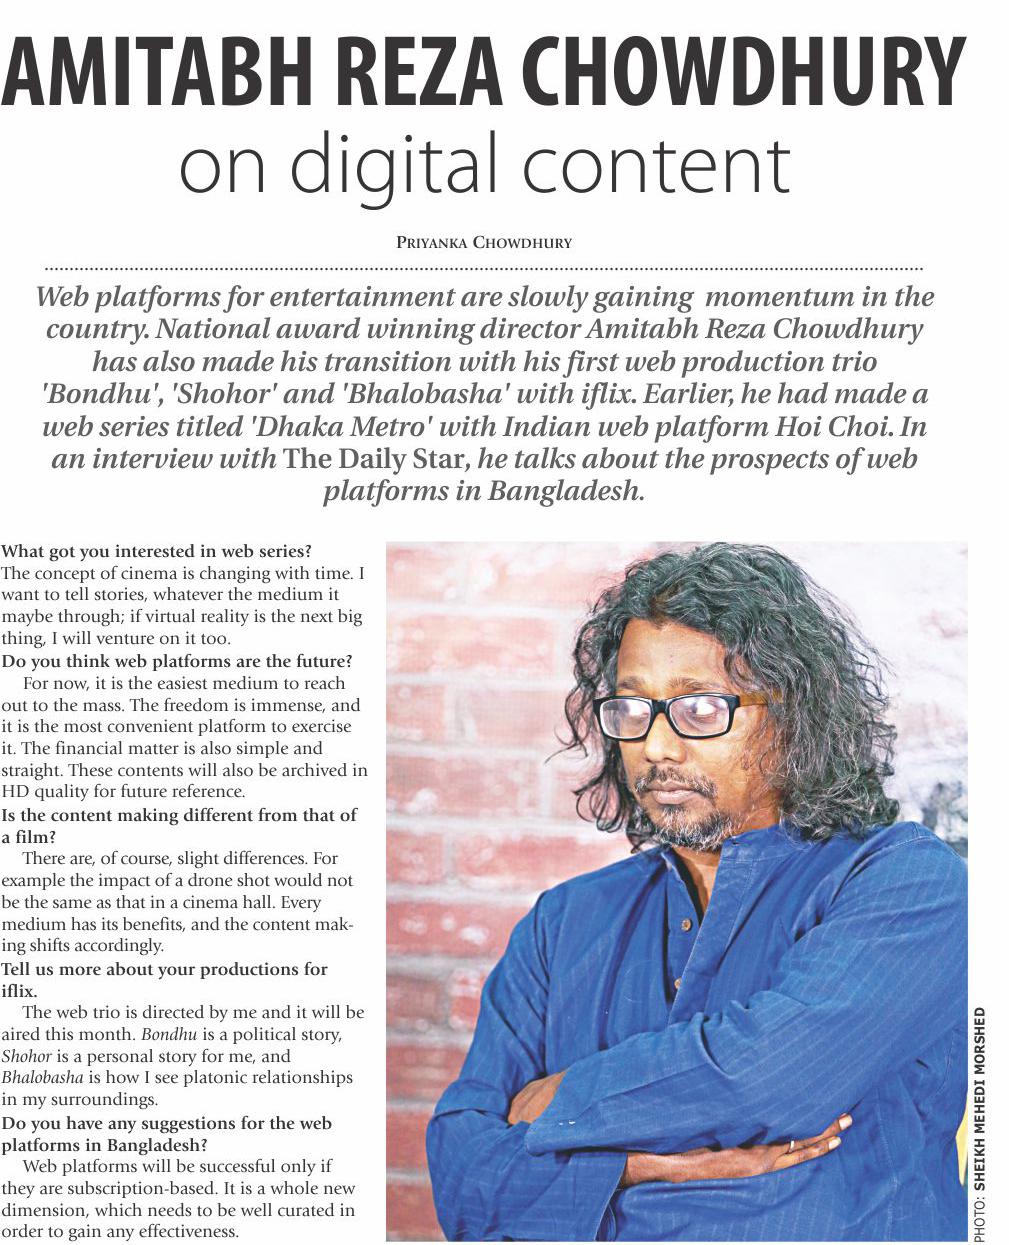 AMITABH REZA CHOWDHURY
on digital content
PRIYANKA CHOWDHURY
Web platforms for entertainment are slowly gaining momentum in the
country. National award winning director Amitabh Reza Chowdhury
has also made his transition with his first web production trio
'Bondhu', 'Shohor' and 'Bhalobasha' with iflix. Earlier, he had made a
web series titled 'Dhaka Metro' with Indian web platform Hoi Choi. In
an interview with The Daily Star, he talks about the prospects of web
platforms in Bangladesh.
What got you interested in web series?
The concept of cinema is changing with time. I
want to tell stories, whatever the medium it
maybe through; if virtual reality is the next big
thing, I will venture on it too.
Do you think web platforms are the future?
For now, it is the easiest medium to reach
out to the mass. The freedom is immense, and
it is the most convenient platform to exercise
it. The financial matter is also simple and
straight. These contents will also be archived in
HD quality for future reference.
Is the content making different from that of
a film?
There are, of course, slight differences. For
example the impact of a drone shot would not
be the same as that in a cinema hall. Every
medium has its benefits, and the content mak-
ing shifts accordingly.
Tell us more about your productions for
iflix.
The web trio is directed by me and it will be
aired this month. Bondhu is a political story,
Shohor is a personal story for me, and
Bhalobasha is how I see platonic relationships
in my surroundings.
Do you have any suggestions for the web
platforms in Bangladesh?
Web platforms will be successful only if
they are subscription-based. It is a whole new
dimension, which needs to be well curated in
order to gain any effectiveness.
PHOTO: SHEIKH MEHEDI MORSHED